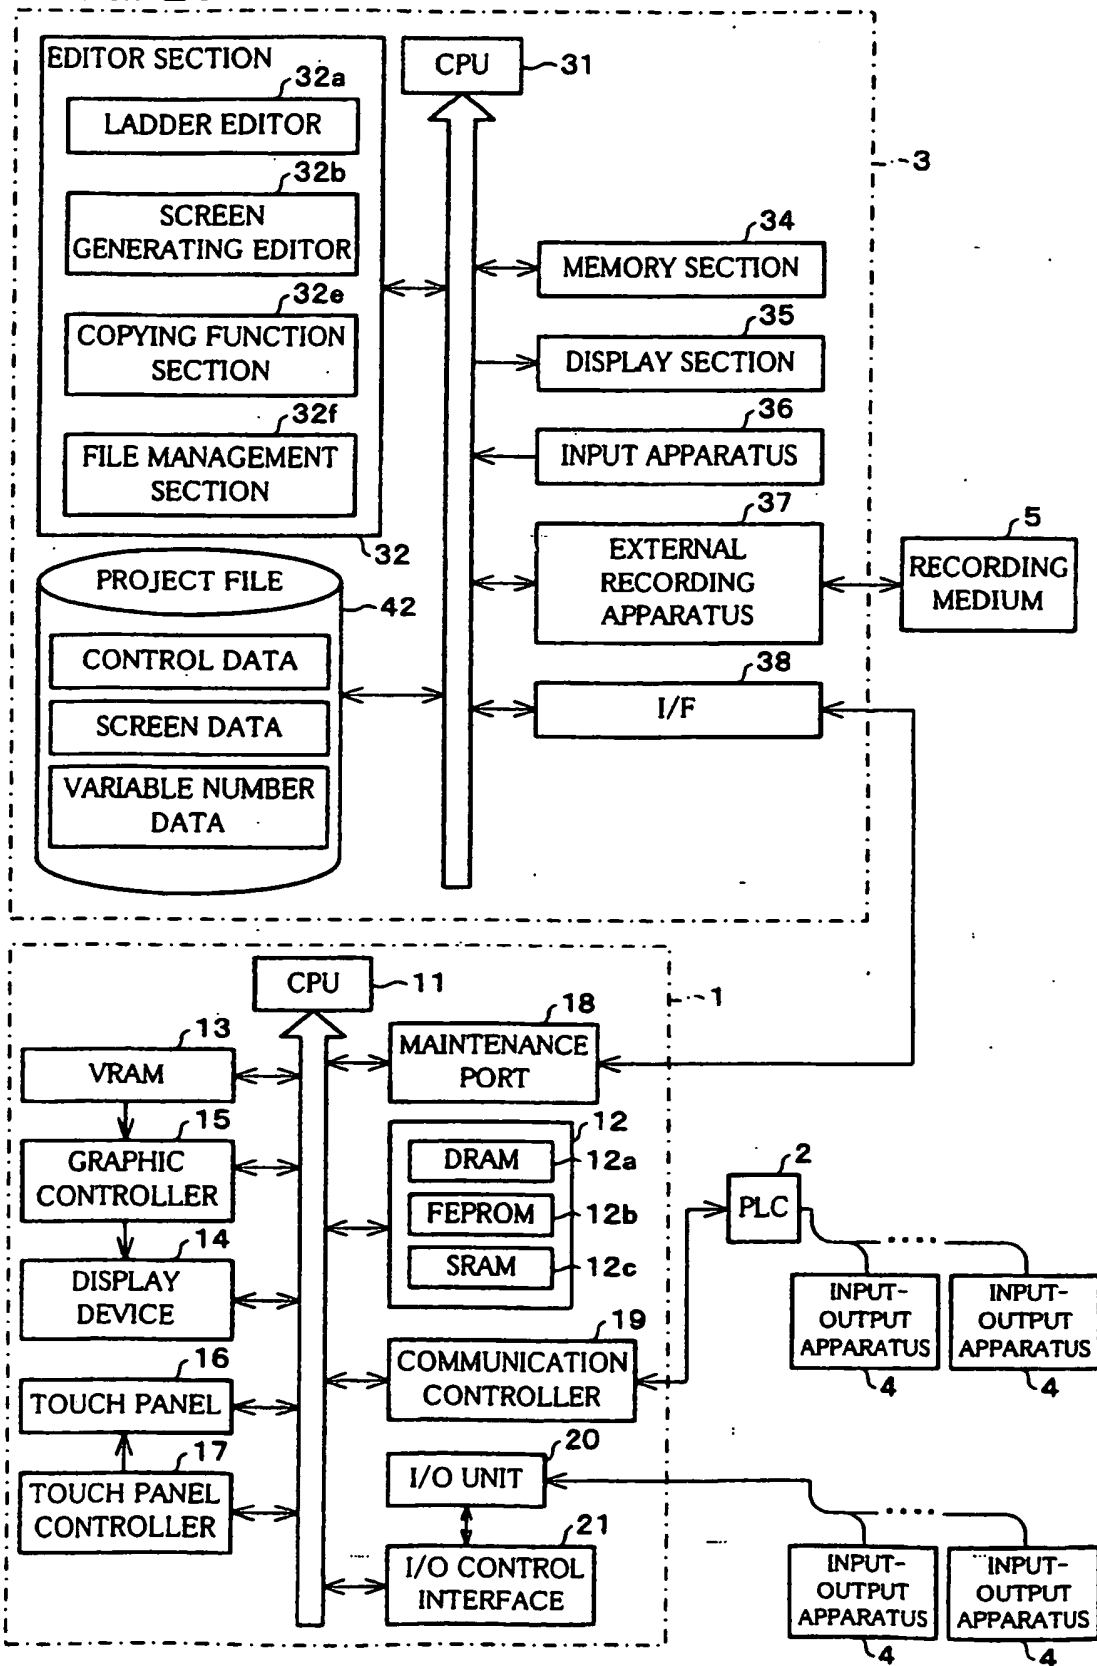 EDITOR SECTION
CPU
31
32a
LADDER EDITOR
32b
SCREEN
GENERATING EDITOR
32e
COPYING FUNCTION
SECTION
32f
FILE MANAGEMENT
SECTION
32
3
34
MEMORY SECTION
35
DISPLAY SECTION
36
INPUT APPARATUS
37
EXTERNAL
RECORDING
APPARATUS
5
RECORDING
MEDIUM
38
I/F
PROJECT FILE
42
CONTROL DATA
SCREEN DATA
VARIABLE NUMBER
DATA
CPU
11
1
13
VRAM
15
GRAPHIC
CONTROLLER
14
DISPLAY
DEVICE
16
TOUCH PANEL
17
TOUCH PANEL
CONTROLLER
18
MAINTENANCE
PORT
12
DRAM
12a
FEPROM
12b
SRAM
12c
19
COMMUNICATION
CONTROLLER
20
I/O UNIT
21
I/O CONTROL
INTERFACE
2
PLC
INPUT-
OUTPUT
APPARATUS
4
INPUT-
OUTPUT
APPARATUS
4
INPUT-
OUTPUT
APPARATUS
4
INPUT-
OUTPUT
APPARATUS
4